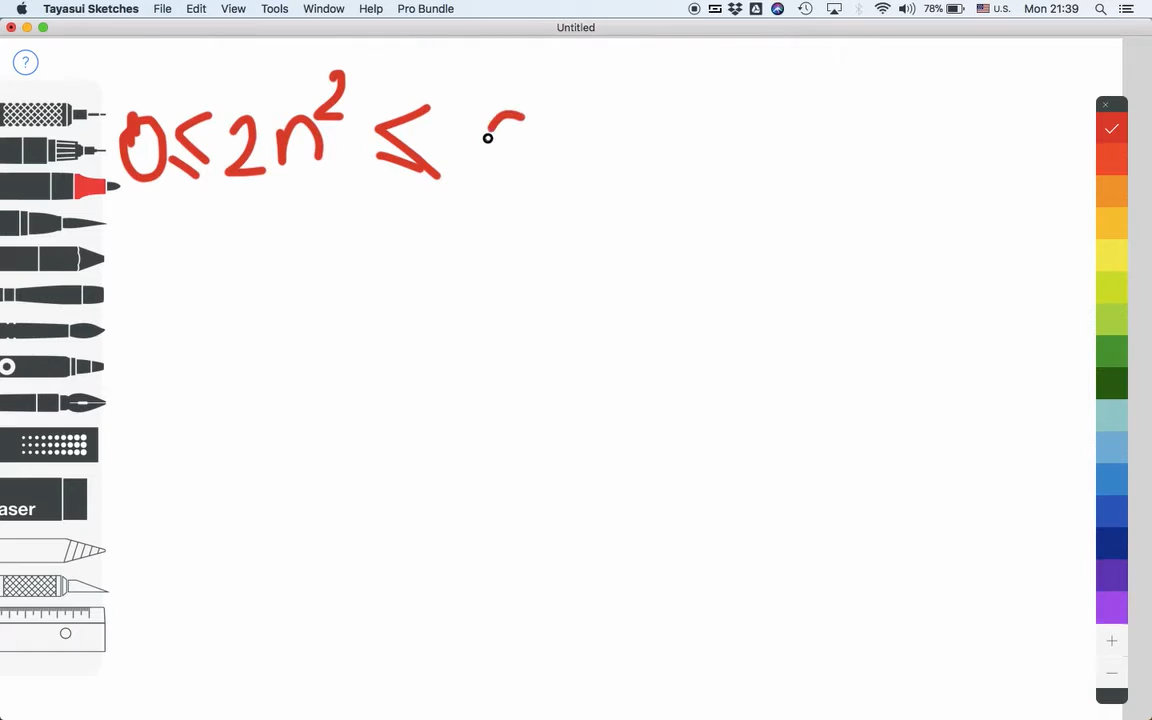 Tayasui Sketches File Edit View Tools Window Help Pro Bundle 78% U.S. Mon 21:39
Untitled
?
0 ≤ 2n² ≤
aser